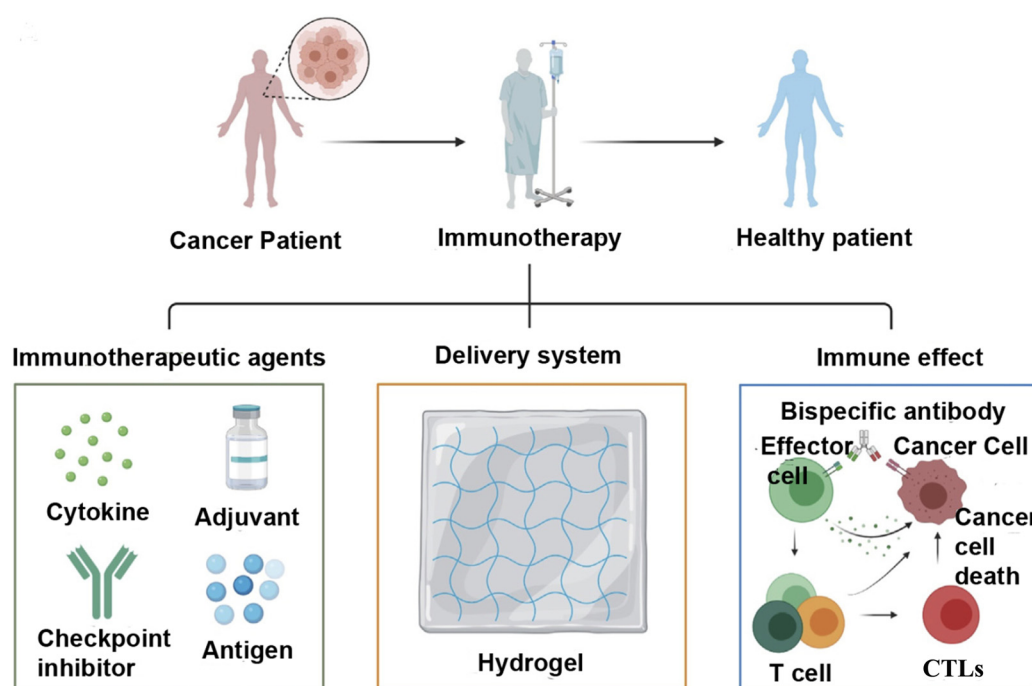 Cancer Patient
Immunotherapy
Healthy patient
Immunotherapeutic agents
Delivery system
Immune effect
Cytokine
Adjuvant
Checkpoint
inhibitor
Antigen
Hydrogel
Bispecific antibody
Effector
cell
Cancer Cell
Cancer
cell
death
T cell
CTLs